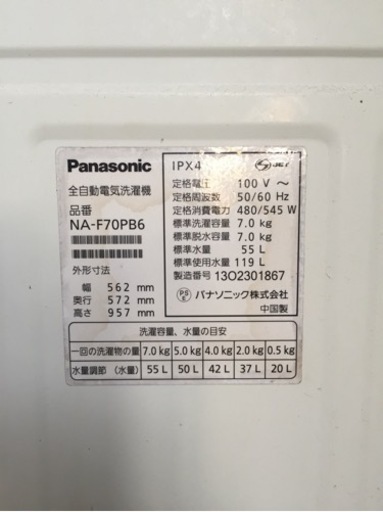 Panasonic
全自動電気洗濯機
品番
NA-F70PB6
外形寸法
幅 562 mm
奥行 572 mm
高さ 957 mm
IPX4
S JET
定格電圧 100 V ～
定格周波数 50/60 Hz
定格消費電力 480/545 W
標準洗濯容量 7.0 kg
標準脱水容量 7.0 kg
標準水量 55 L
標準使用水量 119 L
製造番号 13O2301867
PS E パナソニック株式会社
中国製
洗濯容量、水量の目安
一回の洗濯物の量 7.0 kg 5.0 kg 4.0 kg 2.0 kg 0.5 kg
水量調節 (水量) 55 L 50 L 42 L 37 L 20 L